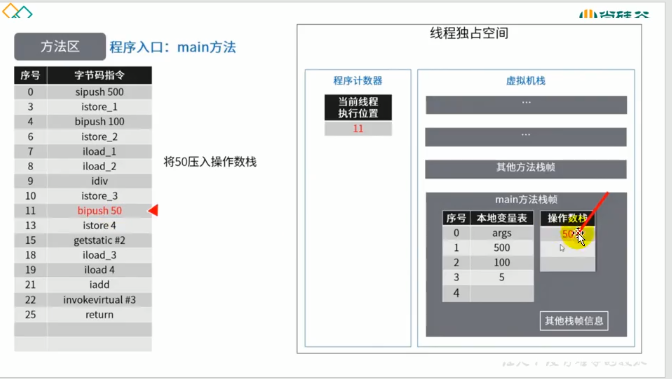 尚硅谷
方法区 程序入口：main方法
序号 字节码指令
0 sipush 500
3 istore_1
4 bipush 100
6 istore_2
7 iload_1
8 iload_2
9 idiv
10 istore_3
11 bipush 50
13 istore 4
15 getstatic #2
18 iload_3
19 iload 4
21 iadd
22 invokevirtual #3
25 return
将50压入操作数栈
线程独占空间
程序计数器
当前线程
执行位置
11
虚拟机栈
...
...
其他方法栈帧
main方法栈帧
序号 本地变量表
0 args
1 500
2 100
3 5
4
操作数栈
50
其他栈帧信息